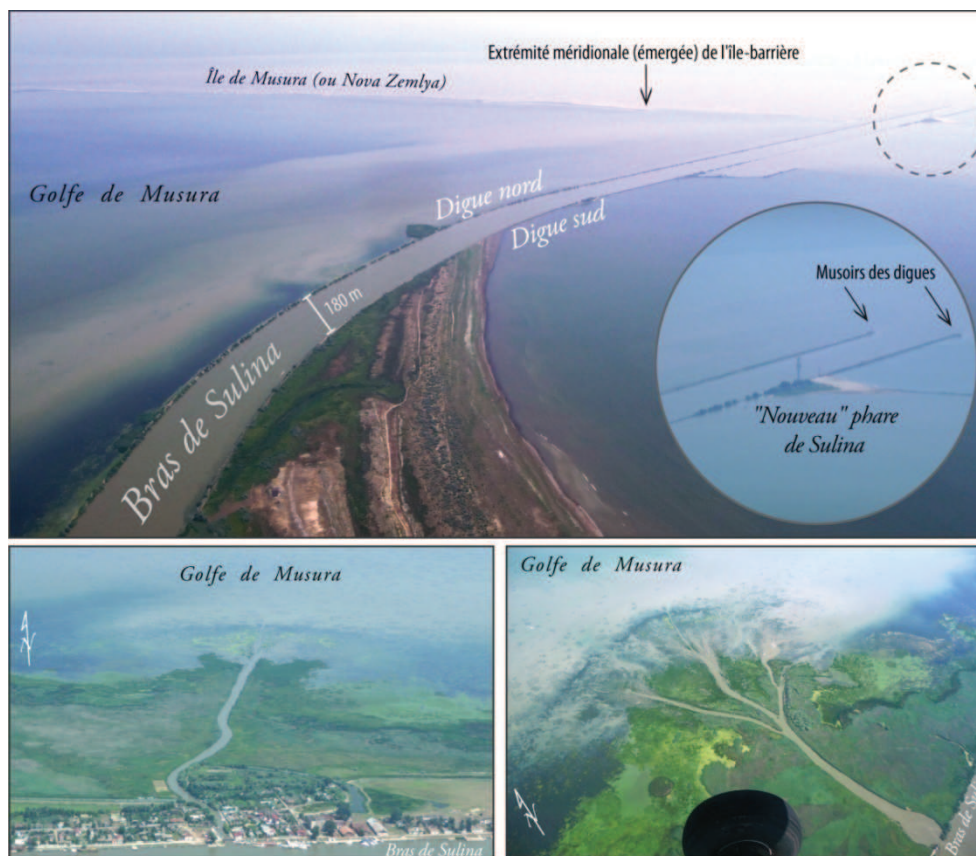 Extrémité méridionale (émergée) de l'île-barrière
Île de Musura (ou Nova Zemlya)
Golfe de Musura
Digue nord
Digue sud
180 m
Bras de Sulina
Musoirs des digues
"Nouveau" phare
de Sulina
Golfe de Musura
N
Bras de Sulina
Golfe de Musura
N
Bras de